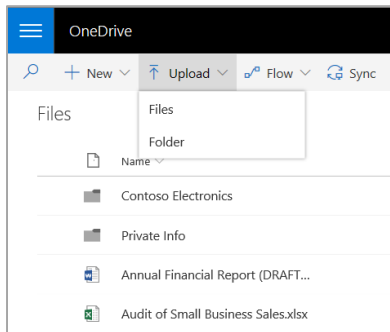 OneDrive
New Upload Flow Sync
Files
Files
Folder
Name
Contoso Electronics
Private Info
Annual Financial Report (DRAFT...
Audit of Small Business Sales.xlsx